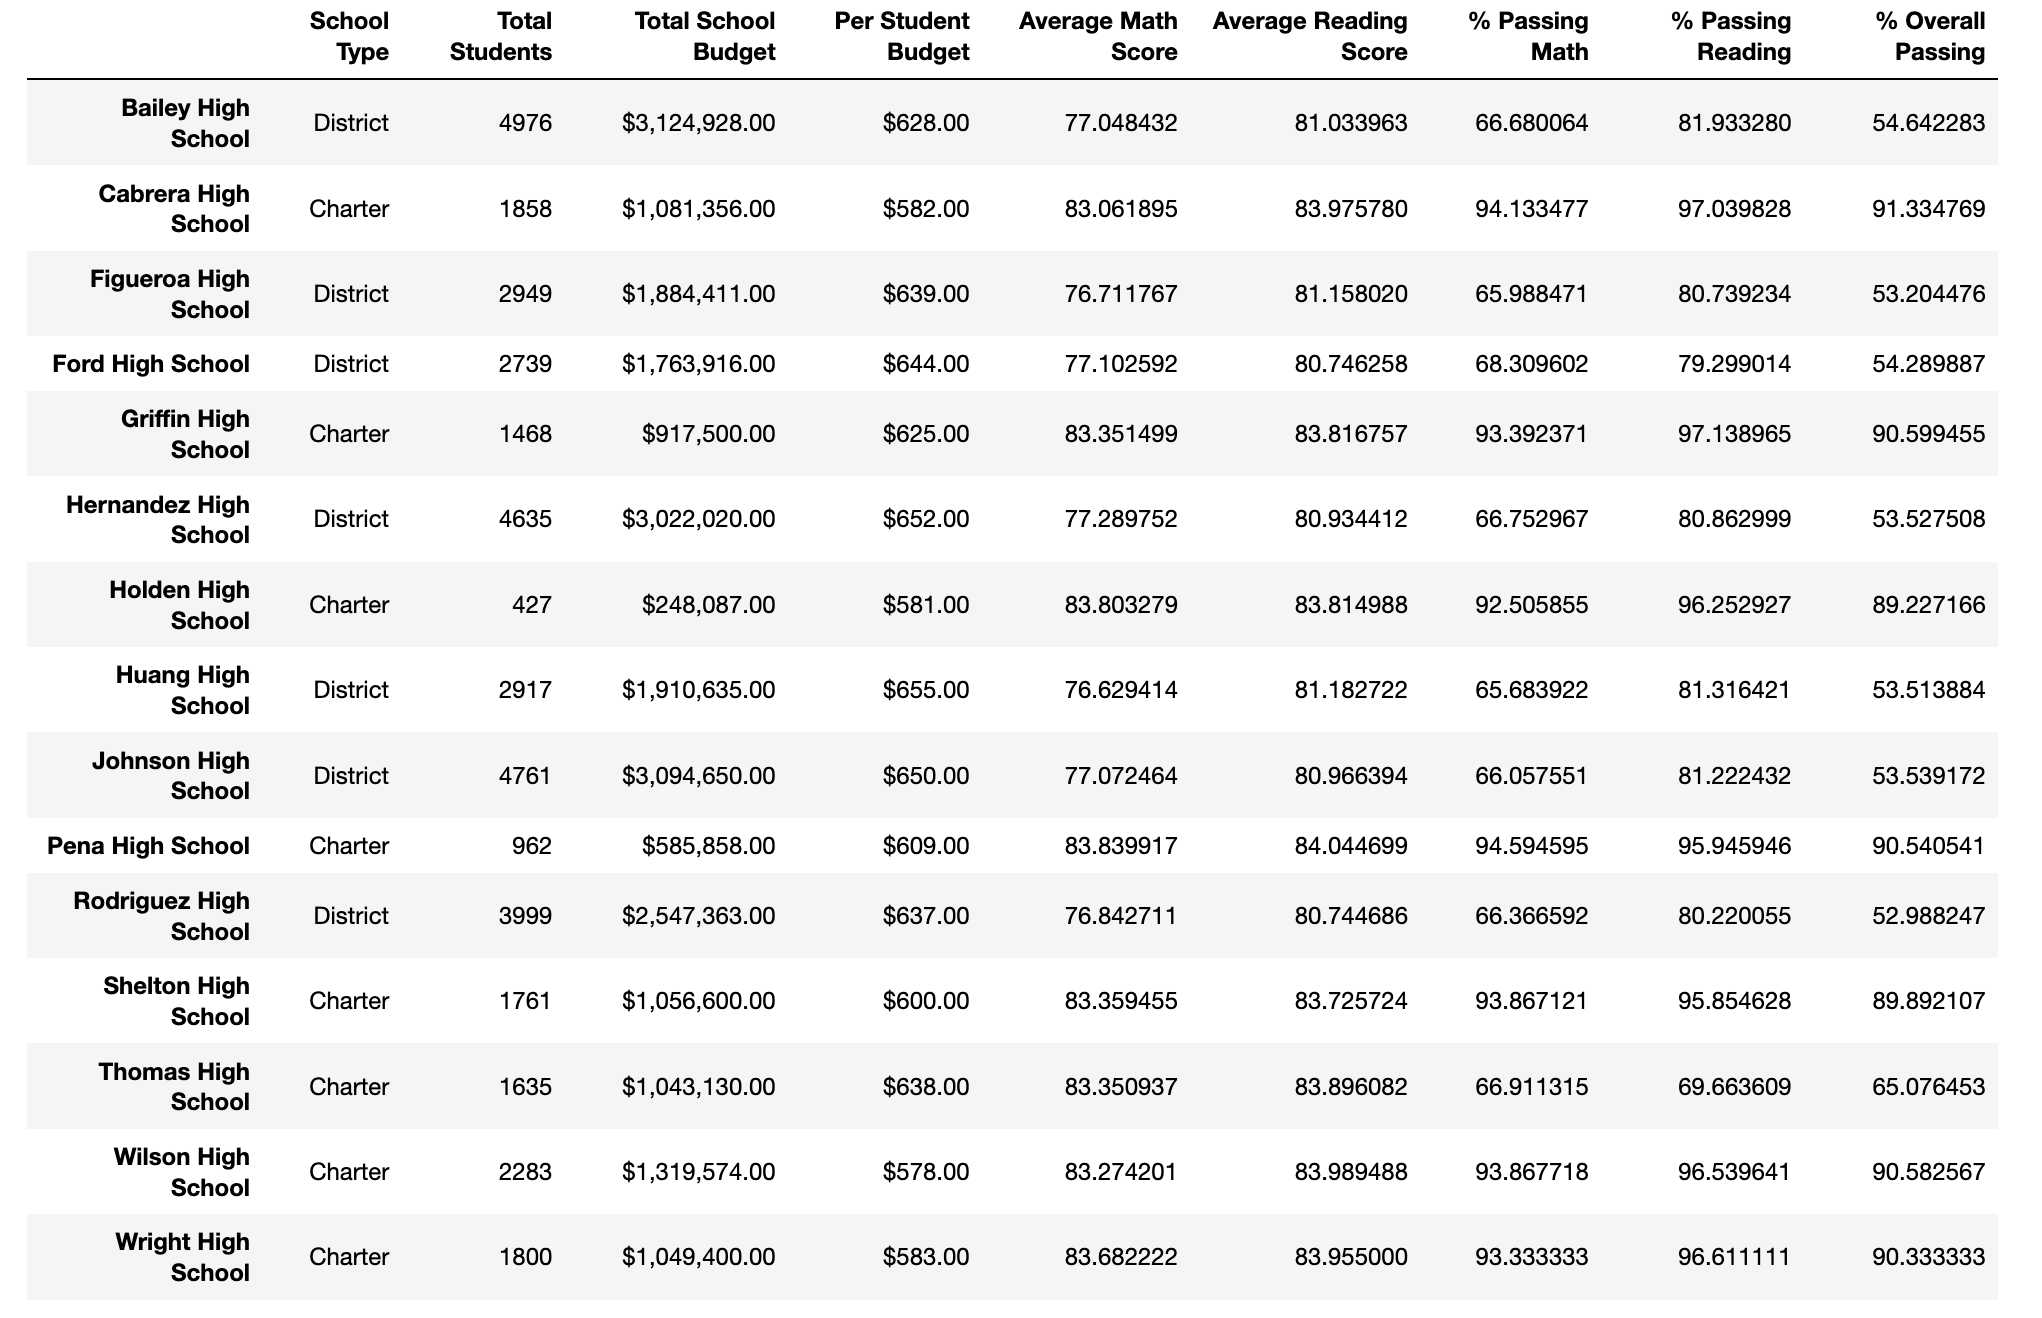 School Type Total Students Total School Budget Per Student Budget Average Math Score Average Reading Score % Passing Math % Passing Reading % Overall Passing
Bailey High School District 4976 $3,124,928.00 $628.00 77.048432 81.033963 66.680064 81.933280 54.642283
Cabrera High School Charter 1858 $1,081,356.00 $582.00 83.061895 83.975780 94.133477 97.039828 91.334769
Figueroa High School District 2949 $1,884,411.00 $639.00 76.711767 81.158020 65.988471 80.739234 53.204476
Ford High School District 2739 $1,763,916.00 $644.00 77.102592 80.746258 68.309602 79.299014 54.289887
Griffin High School Charter 1468 $917,500.00 $625.00 83.351499 83.816757 93.392371 97.138965 90.599455
Hernandez High School District 4635 $3,022,020.00 $652.00 77.289752 80.934412 66.752967 80.862999 53.527508
Holden High School Charter 427 $248,087.00 $581.00 83.803279 83.814988 92.505855 96.252927 89.227166
Huang High School District 2917 $1,910,635.00 $655.00 76.629414 81.182722 65.683922 81.316421 53.513884
Johnson High School District 4761 $3,094,650.00 $650.00 77.072464 80.966394 66.057551 81.222432 53.539172
Pena High School Charter 962 $585,858.00 $609.00 83.839917 84.044699 94.594595 95.945946 90.540541
Rodriguez High School District 3999 $2,547,363.00 $637.00 76.842711 80.744686 66.366592 80.220055 52.988247
Shelton High School Charter 1761 $1,056,600.00 $600.00 83.359455 83.725724 93.867121 95.854628 89.892107
Thomas High School Charter 1635 $1,043,130.00 $638.00 83.350937 83.896082 66.911315 69.663609 65.076453
Wilson High School Charter 2283 $1,319,574.00 $578.00 83.274201 83.989488 93.867718 96.539641 90.582567
Wright High School Charter 1800 $1,049,400.00 $583.00 83.682222 83.955000 93.333333 96.611111 90.333333